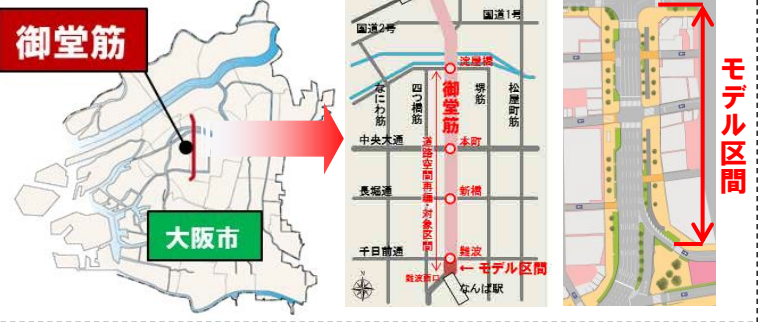 御堂筋
大阪市
国道2号
国道1号
淀屋橋
なにわ筋
四つ橋筋
御堂筋
堺筋
松屋町筋
道路空間再編・対象区間
中央大通
本町
長堀通
新橋
千日前通
難波
← モデル区間
難波西口
なんば駅
N
モデル区間